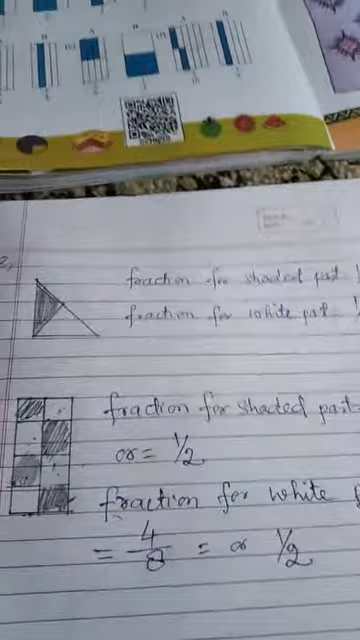 2.
fraction for shaded part
fraction for white part
fraction for shaded part
or = 1/2
fraction for white
= 4/8 = or 1/2